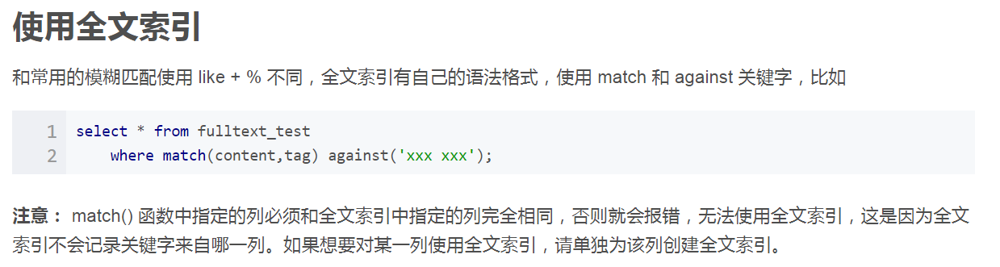 使用全文索引
和常用的模糊匹配使用 like + % 不同，全文索引有自己的语法格式，使用 match 和 against 关键字，比如
1 select * from fulltext_test
2     where match(content,tag) against('xxx xxx');
注意： match() 函数中指定的列必须和全文索引中指定的列完全相同，否则就会报错，无法使用全文索引，这是因为全文
索引不会记录关键字来自哪一列。如果想要对某一列使用全文索引，请单独为该列创建全文索引。